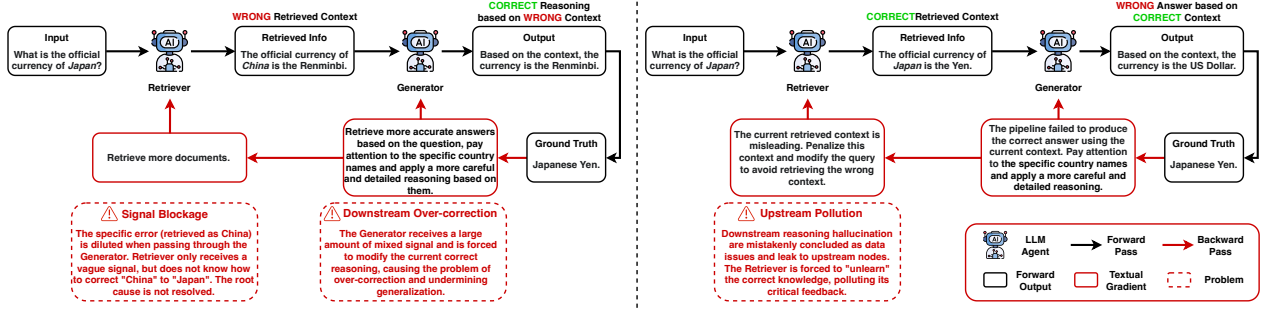 WRONG Retrieved Context
CORRECT Reasoning
based on WRONG Context
Input
What is the official
currency of Japan?
AI
Retriever
Retrieved Info
The official currency of
China is the Renminbi.
AI
Generator
Output
Based on the context, the
currency is the Renminbi.
Retrieve more documents.
Retrieve more accurate answers
based on the question, pay
attention to the specific country
names and apply a more careful
and detailed reasoning based on
them.
Ground Truth
Japanese Yen.
Signal Blockage
The specific error (retrieved as China)
is diluted when passing through the
Generator. Retriever only receives a
vague signal, but does not know how
to correct "China" to "Japan". The root
cause is not resolved.
Downstream Over-correction
The Generator receives a large
amount of mixed signal and is forced
to modify the current correct
reasoning, causing the problem of
over-correction and undermining
generalization.
CORRECTRetrieved Context
WRONG Answer based on
CORRECT Context
Input
What is the official
currency of Japan?
AI
Retriever
Retrieved Info
The official currency of
Japan is the Yen.
AI
Generator
Output
Based on the context, the
currency is the US Dollar.
The current retrieved context is
misleading. Penalize this
context and modify the query
to avoid retrieving the wrong
context.
The pipeline failed to produce
the correct answer using the
current context. Pay attention
to the specific country names
and apply a more careful and
detailed reasoning.
Ground Truth
Japanese Yen.
Upstream Pollution
Downstream reasoning hallucination
are mistakenly concluded as data
issues and leak to upstream nodes.
The Retriever is forced to "unlearn"
the correct knowledge, polluting its
critical feedback.
AI
LLM
Agent
Forward
Pass
Backward
Pass
Forward
Output
Textual
Gradient
Problem